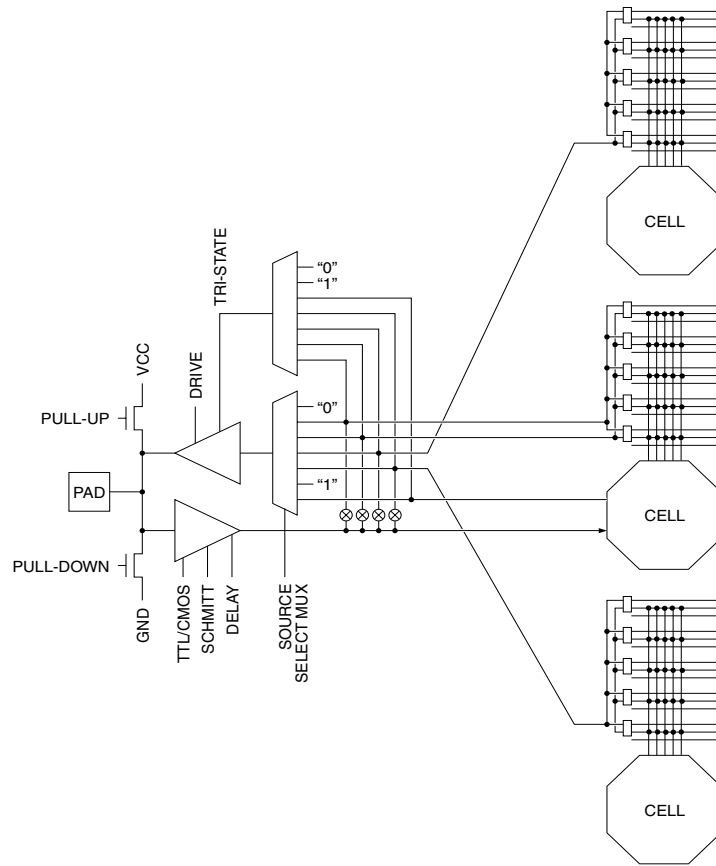 CELL
"0"
"1"
TRI-STATE
VCC
DRIVE
PULL-UP
"0"
PAD
"1"
CELL
PULL-DOWN
GND
TTL/CMOS
SCHMITT
DELAY
SOURCE
SELECT MUX
CELL